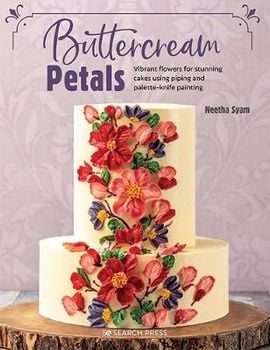 Buttercream
Petals
Vibrant flowers for stunning
cakes using piping and
palette-knife painting
Neetha Syam
SEARCH PRESS